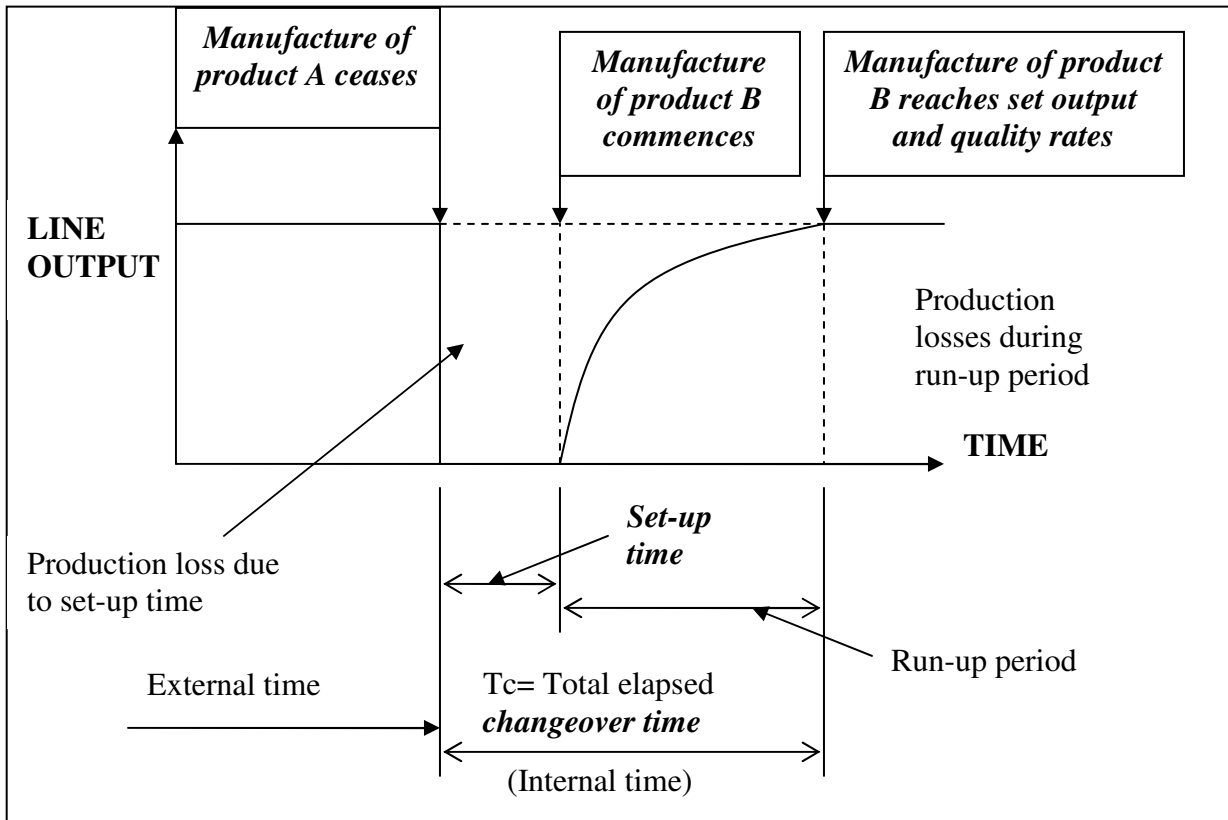 Manufacture of
product A ceases
Manufacture
of product B
commences
Manufacture of product
B reaches set output
and quality rates
LINE
OUTPUT
Production
losses during
run-up period
TIME
Set-up
time
Production loss due
to set-up time
Run-up period
External time
Tc= Total elapsed
changeover time
(Internal time)